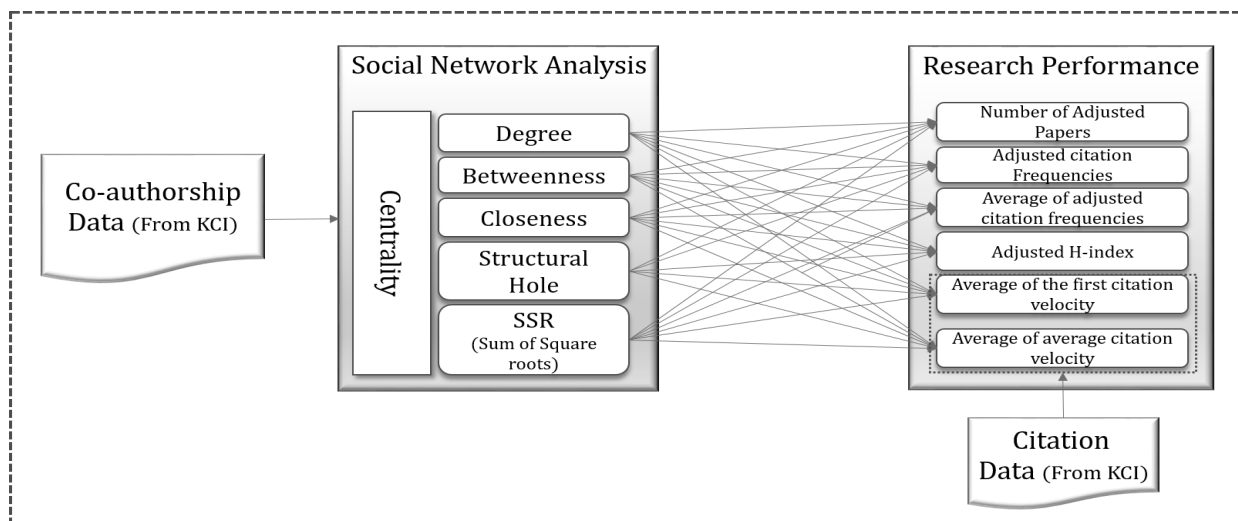 Co-authorship
Data (From KCI)
Social Network Analysis
Centrality
Degree
Betweenness
Closeness
Structural
Hole
SSR
(Sum of Square
roots)
Research Performance
Number of Adjusted
Papers
Adjusted citation
Frequencies
Average of adjusted
citation frequencies
Adjusted H-index
Average of the first citation
velocity
Average of average citation
velocity
Citation
Data (From KCI)